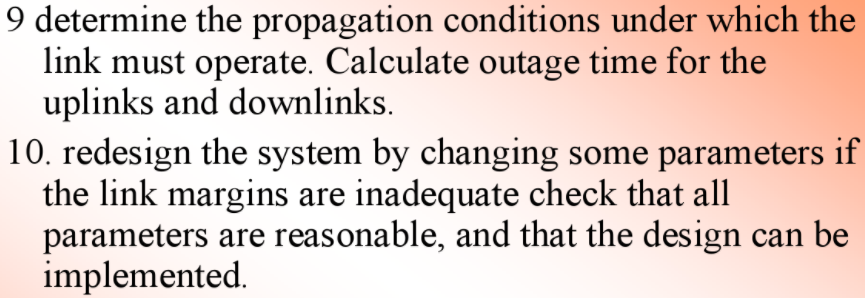 9 determine the propagation conditions under which the
link must operate. Calculate outage time for the
uplinks and downlinks.
10. redesign the system by changing some parameters if
the link margins are inadequate check that all
parameters are reasonable, and that the design can be
implemented.